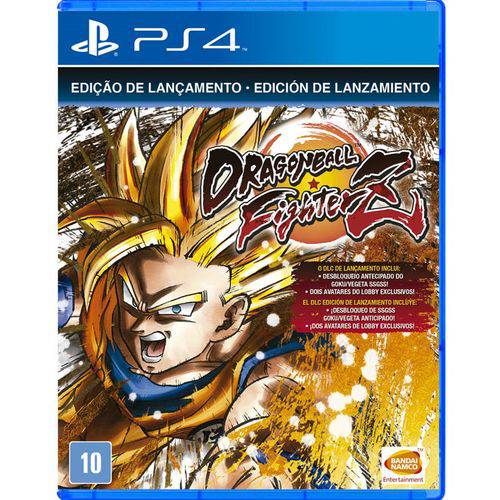 PS4
EDIÇÃO DE LANÇAMENTO • EDICIÓN DE LANZAMIENTO
DRAGONBALL
FighterZ
O DLC DE LANÇAMENTO INCLUI:
• DESBLOQUEIO ANTECIPADO DO
GOKU/VEGETA SSGSS!
• DOIS AVATARES DO LOBBY EXCLUSIVOS!
EL DLC EDICIÓN DE LANZAMIENTO INCLUYE:
• ¡DESBLOQUEO DE SSGSS
GOKU/VEGETA ANTICIPADO!
• ¡DOS AVATARES DE LOBBY EXCLUSIVOS!
10
BANDAI
NAMCO
Entertainment